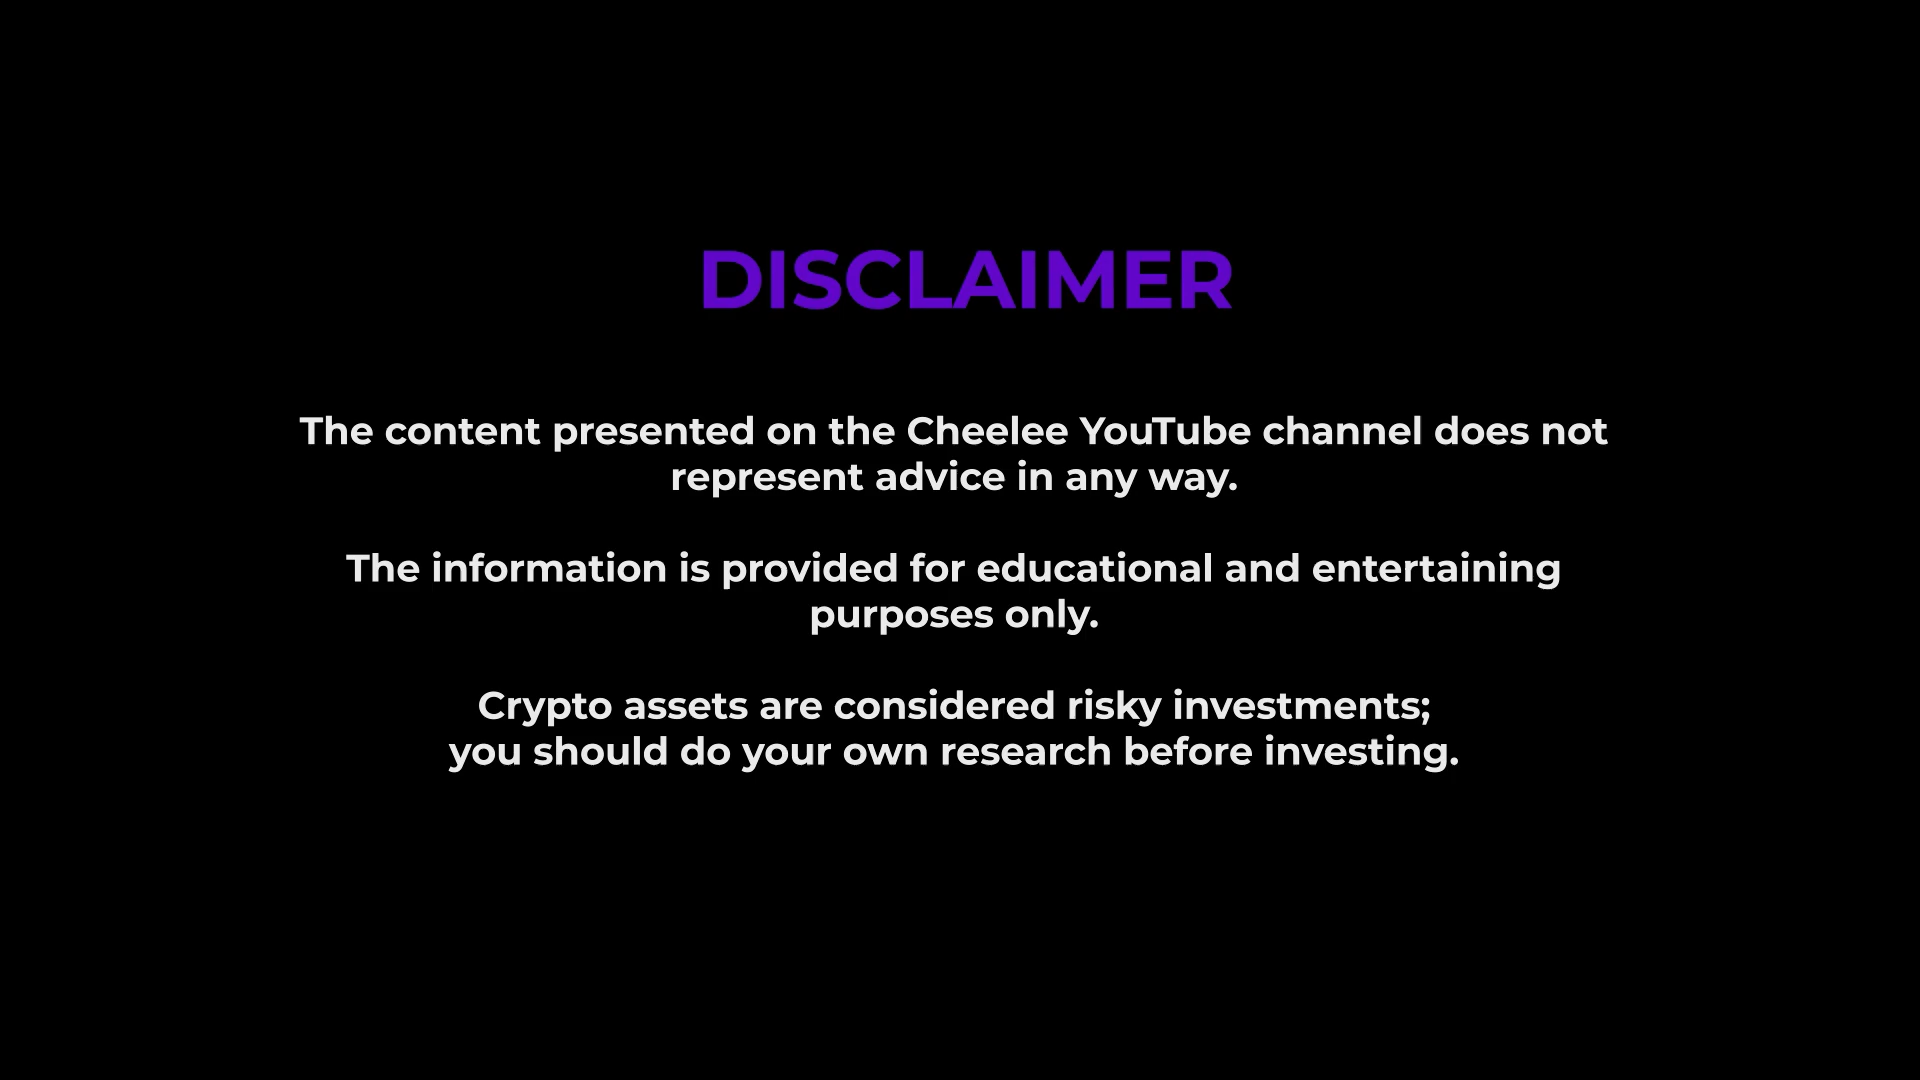 DISCLAIMER
The content presented on the Cheelee YouTube channel does not
represent advice in any way.
The information is provided for educational and entertaining
purposes only.
Crypto assets are considered risky investments;
you should do your own research before investing.